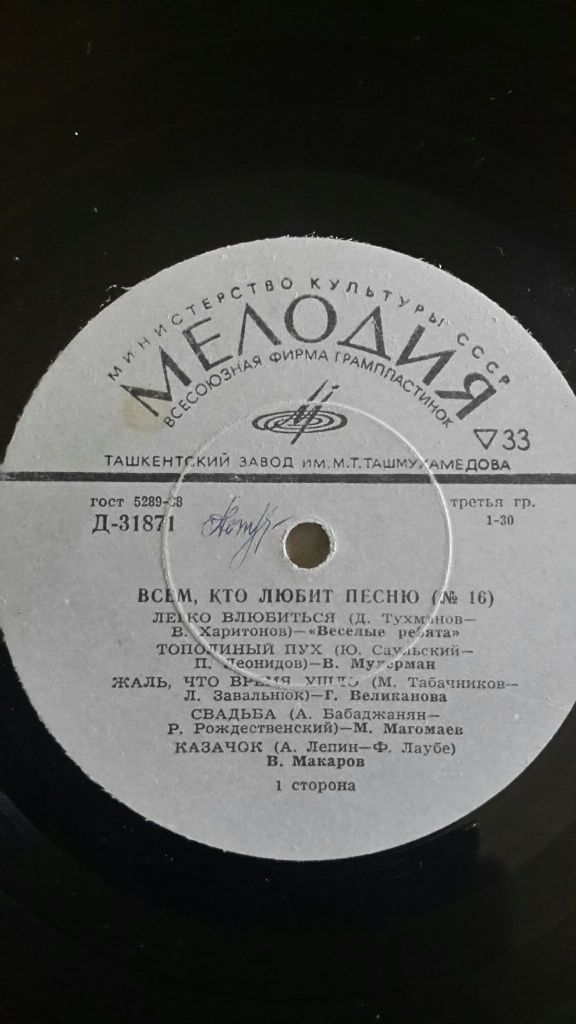 МИНИСТЕРСТВО КУЛЬТУРЫ СССР
МЕЛОДИЯ
ВСЕСОЮЗНАЯ ФИРМА ГРАМПЛАСТИНОК
▽33
ТАШКЕНТСКИЙ ЗАВОД ИМ. М.Т. ТАШМУХАМЕДОВА
гост 5289-68
третья гр.
Д-31871
1-30
ВСЕМ, КТО ЛЮБИТ ПЕСНЮ (№ 16)
ЛЕГКО ВЛЮБИТЬСЯ (Д. Тухманов—
В. Харитонов)—«Веселые ребята»
ТОПОЛИНЫЙ ПУХ (Ю. Саульский—
П. Леонидов)—В. Мулерман
ЖАЛЬ, ЧТО ВРЕМЯ УШЛО (М. Табачников—
Л. Завальнюк)—Г. Великанова
СВАДЬБА (А. Бабаджанян—
Р. Рождественский)—М. Магомаев
КАЗАЧОК (А. Лепин—Ф. Лаубе)
В. Макаров
1 сторона